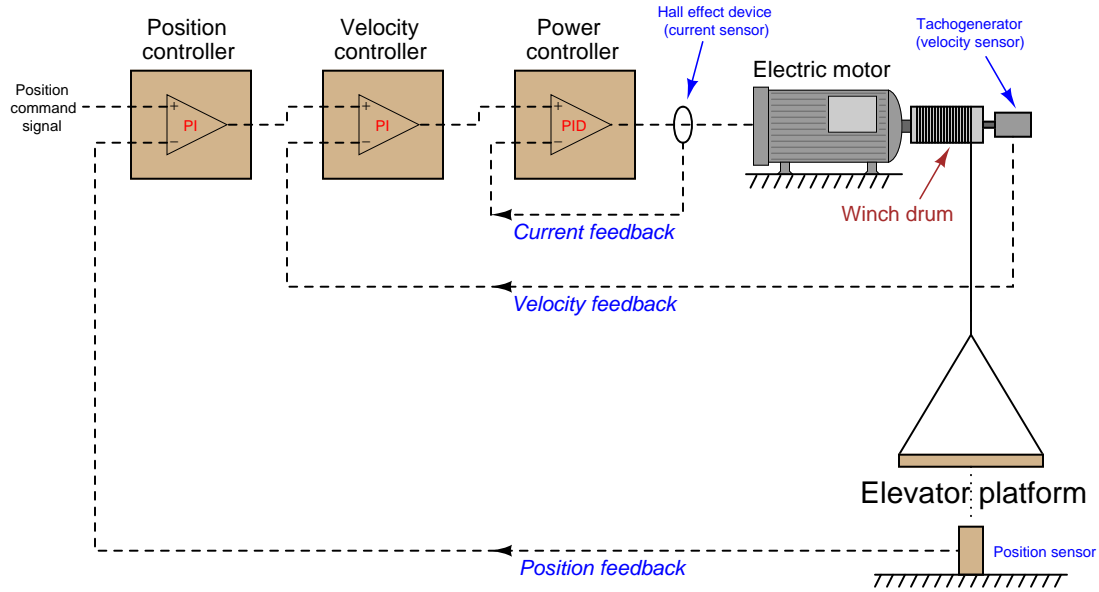 Position
controller
Velocity
controller
Power
controller
Hall effect device
(current sensor)
Tachogenerator
(velocity sensor)
Electric motor
Position
command
signal
+
−
PI
+
−
PI
+
−
PID
Winch drum
Current feedback
Velocity feedback
Elevator platform
Position sensor
Position feedback